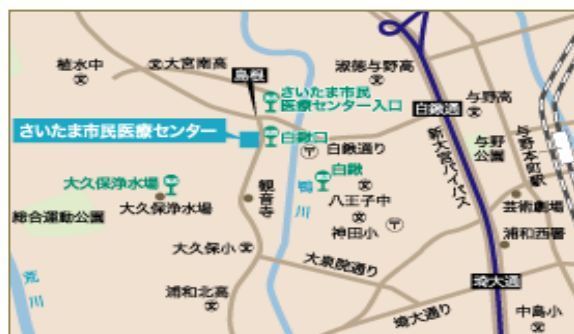 植水中
大宮南高
島根
さいたま市民
医療センター入口
淑徳与野高
白鍬通
与野高
さいたま市民医療センター
白鍬口
白鍬通り
新大宮バイパス
与野
公園
与野本町駅
大久保浄水場
大久保浄水場
観音寺
白鍬
鴨川
八王子中
神田小
芸術劇場
浦和西署
総合運動公園
大久保小
大泉院通り
荒川
浦和北高
埼大通り
埼大通
中島小